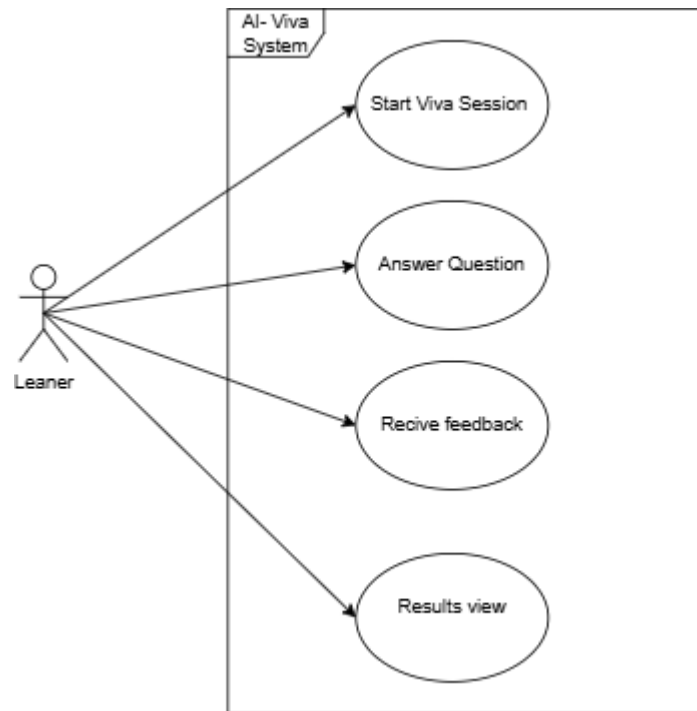 AI- Viva
System
Start Viva Session
Answer Question
Leaner
Recive feedback
Results view